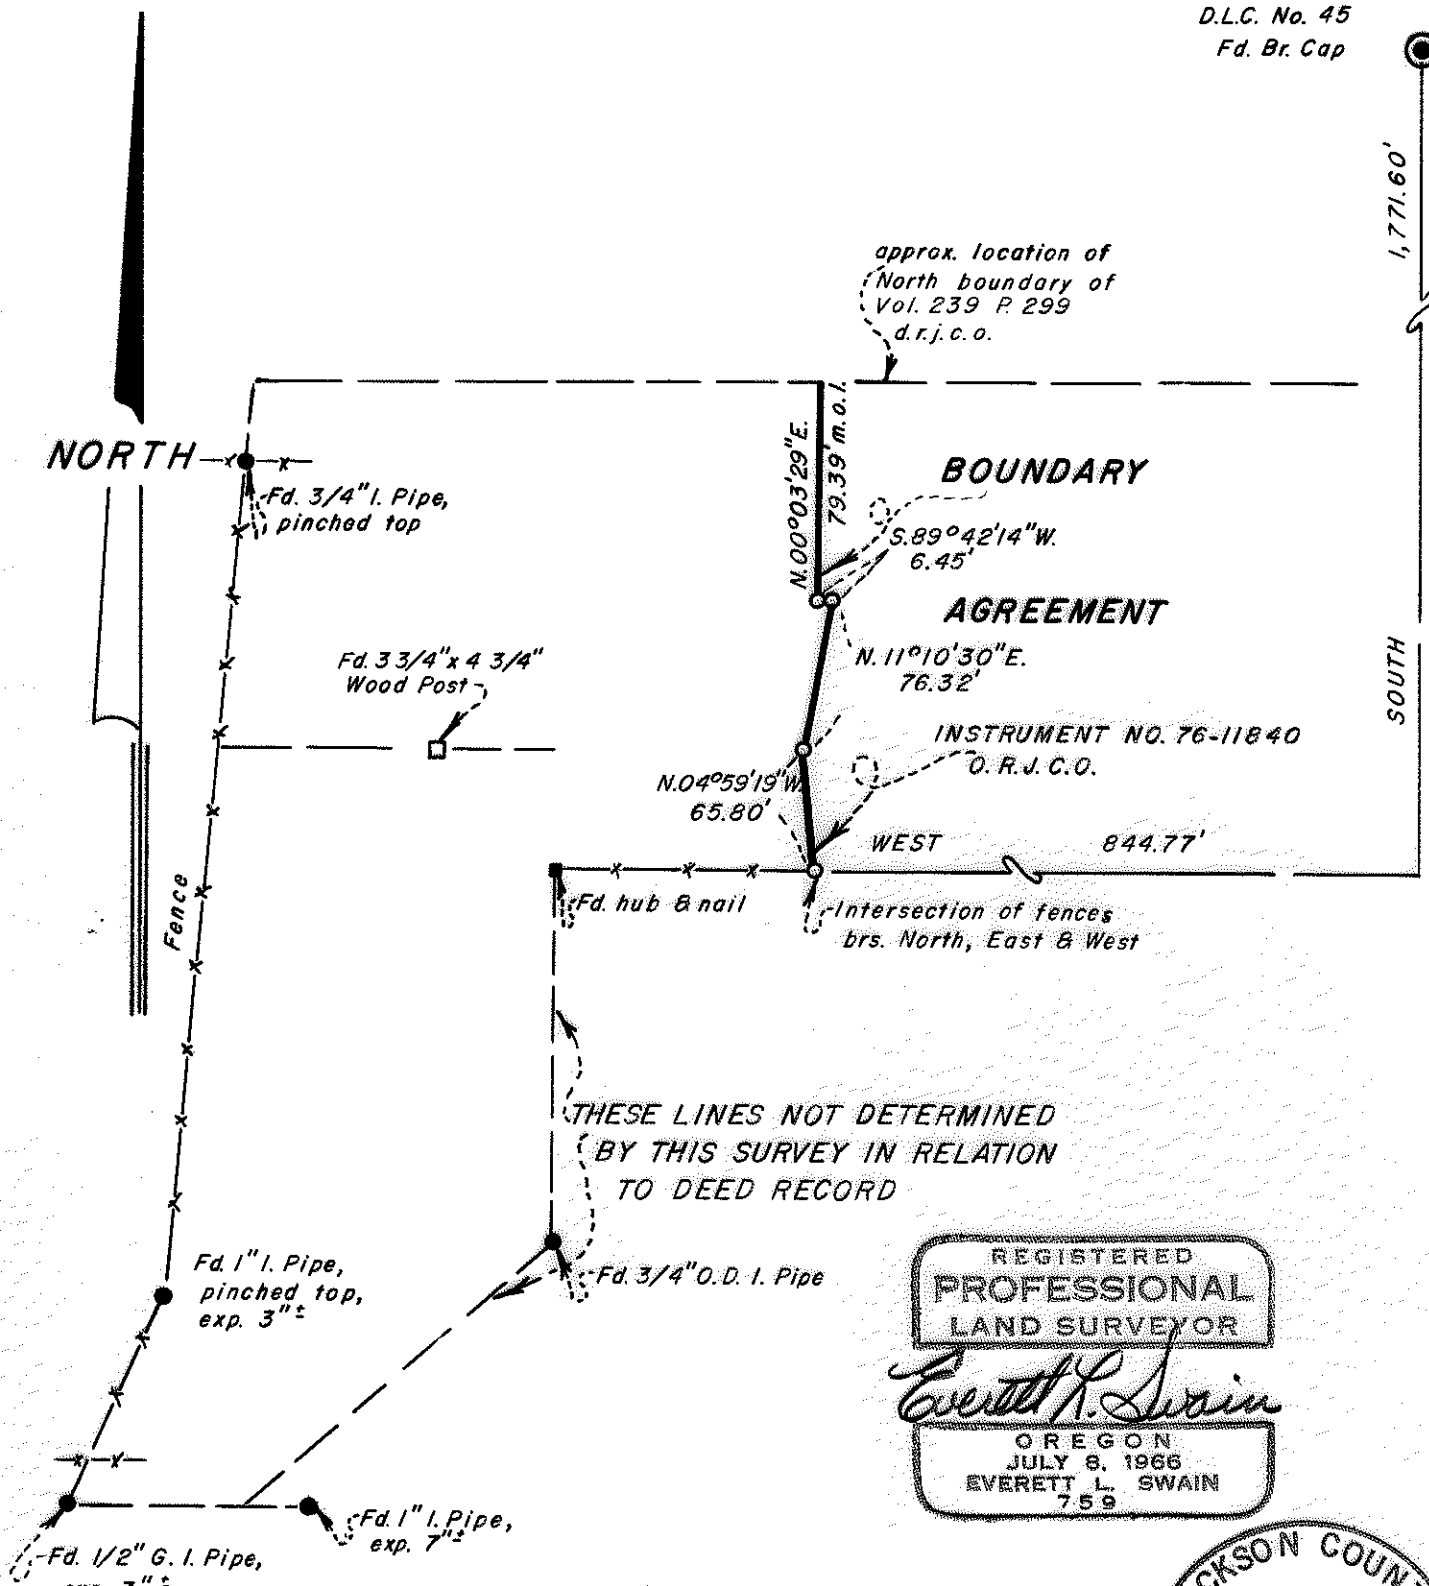 D.L.C. No. 45
Fd. Br. Cap
1,771.60'
approx. location of
North boundary of
Vol. 239 P. 299
d.r.j.c.o.
NORTH
N.00°03'29"E.
79.39' m.o.l.
BOUNDARY
Fd. 3/4" I. Pipe,
pinched top
S.89°42'14"W.
6.45'
AGREEMENT
N.11°10'30"E.
76.32'
Fd. 3 3/4" x 4 3/4"
Wood Post
SOUTH
INSTRUMENT NO. 76-11840
O.R.J.C.O.
N.04°59'19"W.
65.80'
WEST 844.77'
Fence
Fd. hub & nail
Intersection of fences
brs. North, East & West
THESE LINES NOT DETERMINED
BY THIS SURVEY IN RELATION
TO DEED RECORD
Fd. 1" I. Pipe,
pinched top,
exp. 3"±
Fd. 3/4" O.D. I. Pipe
REGISTERED
PROFESSIONAL
LAND SURVEYOR
Everett L. Swain
OREGON
JULY 8, 1966
EVERETT L. SWAIN
759
Fd. 1" I. Pipe,
exp. 7"±
Fd. 1/2" G. I. Pipe,
CKSON COUN